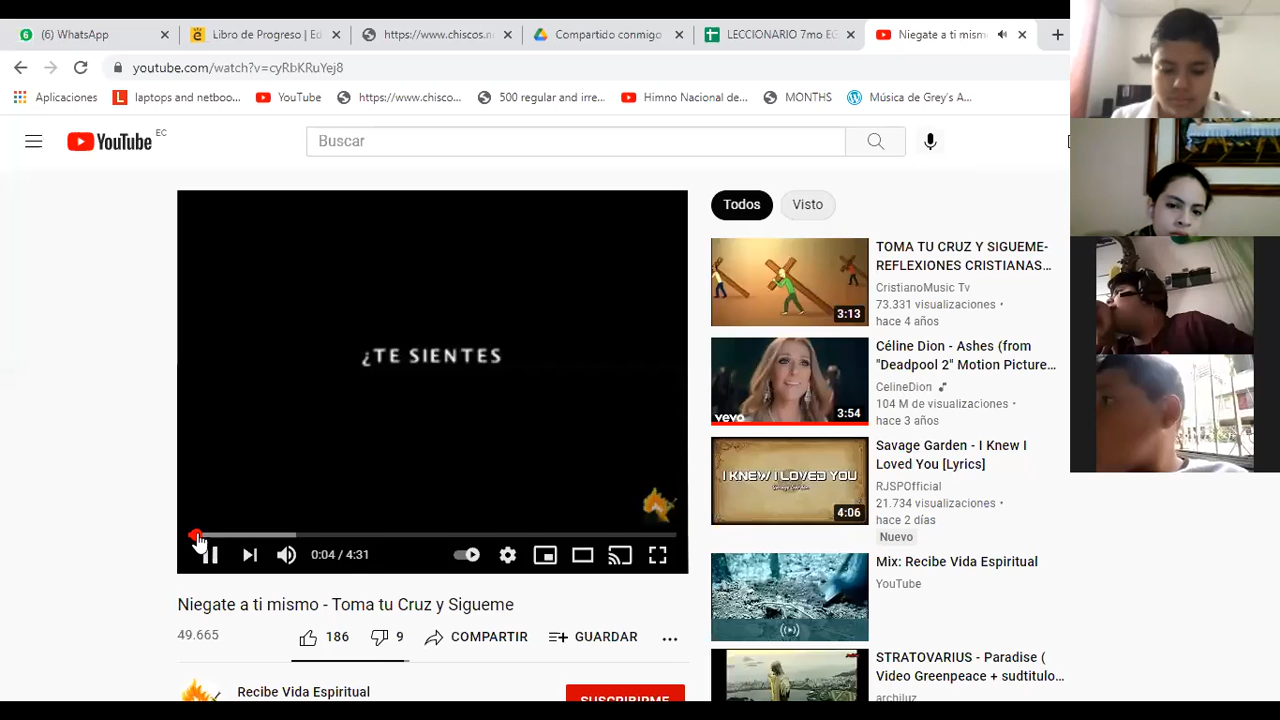 (6) WhatsApp
Libro de Progreso | Ed
https://www.chiscos.n
Compartido conmigo
LECCIONARIO 7mo EG
Niegate a ti mism
youtube.com/watch?v=cyRbKRuYej8
Aplicaciones
laptops and netboo...
YouTube
https://www.chisco...
500 regular and irre...
Himno Nacional de...
MONTHS
Música de Grey's A...
YouTube EC
Buscar
¿TE SIENTES
0:04 / 4:31
Niegate a ti mismo - Toma tu Cruz y Sigueme
49.665
186
9
COMPARTIR
GUARDAR
Recibe Vida Espiritual
SUSCRIBIRME
Todos
Visto
TOMA TU CRUZ Y SIGUEME-
REFLEXIONES CRISTIANAS...
CristianoMusic Tv
73.331 visualizaciones •
hace 4 años
3:13
Céline Dion - Ashes (from
"Deadpool 2" Motion Picture...
CelineDion
104 M de visualizaciones •
hace 3 años
vevo
3:54
Savage Garden - I Knew I
Loved You [Lyrics]
RJSPOfficial
21.734 visualizaciones •
hace 2 días
Nuevo
I KNEW I LOVED YOU
Savage Garden
4:06
Mix: Recibe Vida Espiritual
YouTube
STRATOVARIUS - Paradise (
Video Greenpeace + sudtitulo...
archiluz